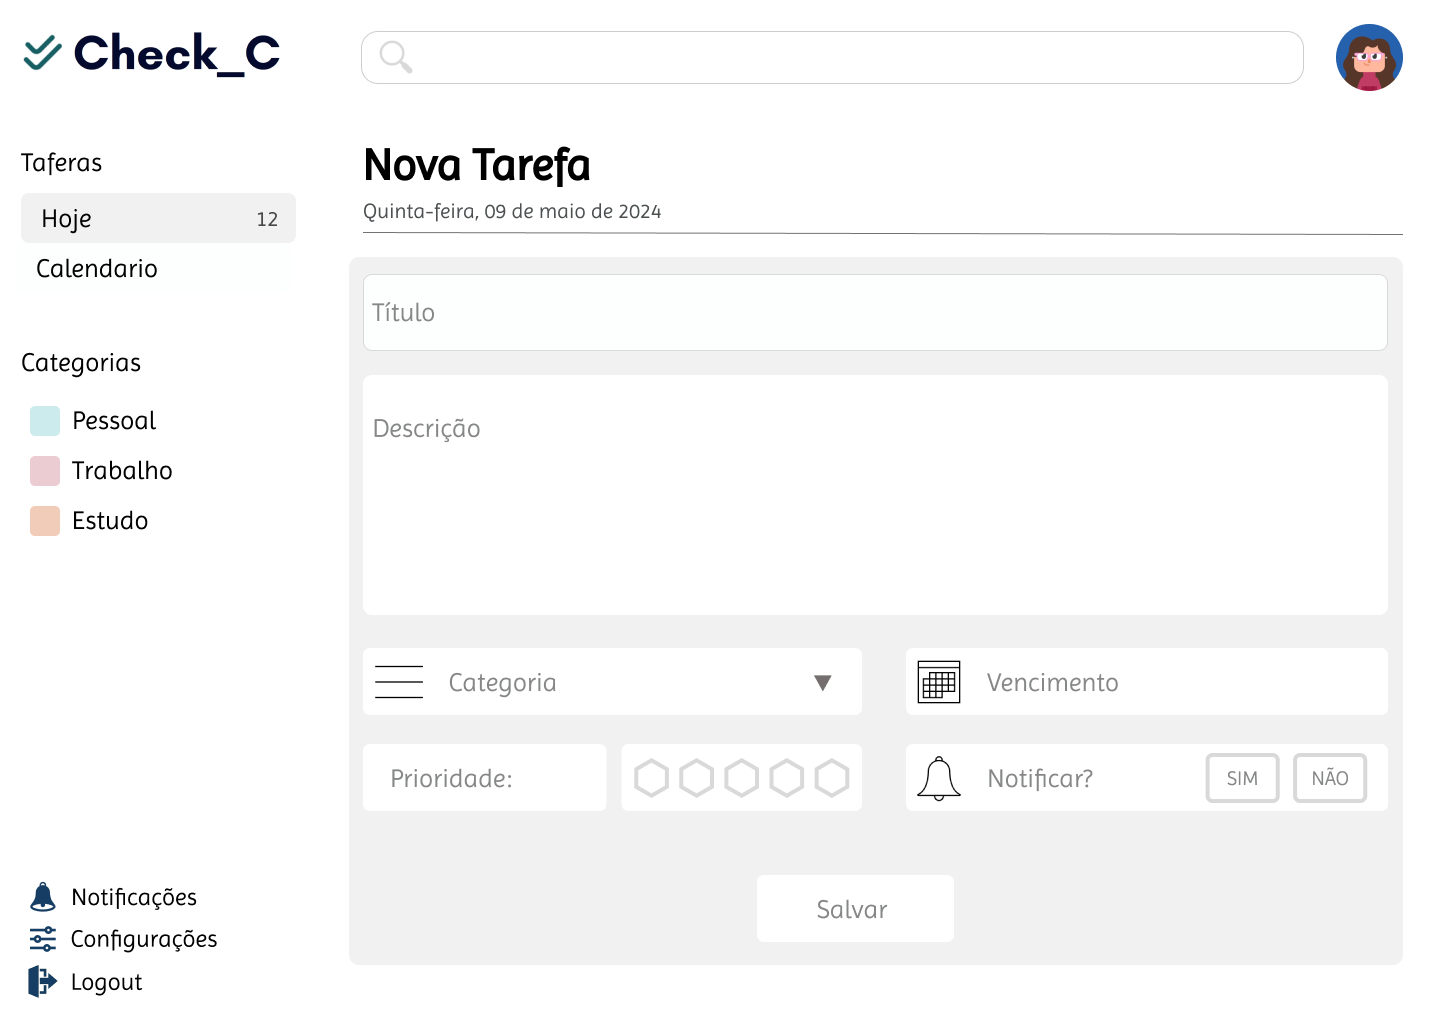 Check_C
Taferas
Hoje 12
Calendario
Categorias
Pessoal
Trabalho
Estudo
Notificações
Configurações
Logout
Nova Tarefa
Quinta-feira, 09 de maio de 2024
Título
Descrição
Categoria
Vencimento
Prioridade:
Notificar? SIM NÃO
Salvar